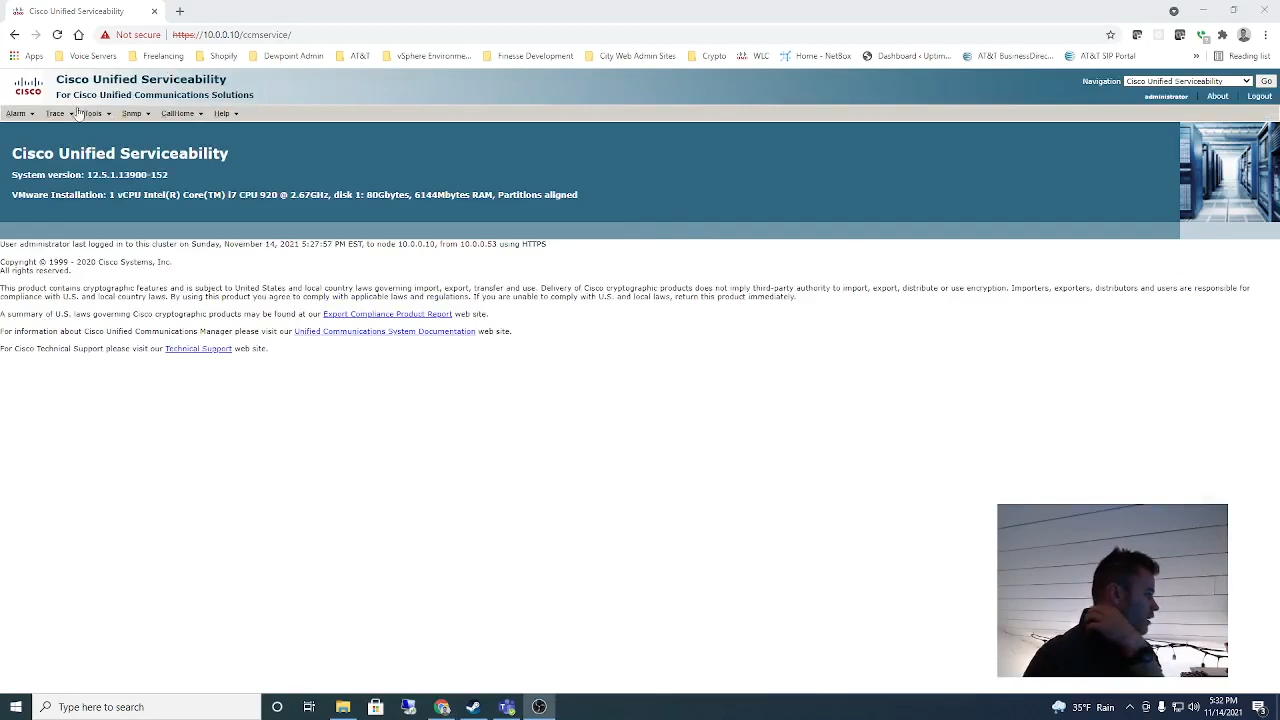 Cisco Unified Serviceability
Not secure https://10.0.0.10/ccmservice/
Apps Voice Servers Freelancing Shopify Dewpoint Admin AT&T vSphere Environme... Crypto Finesse Development City Web Admin Sites Crypto WLC Home - NetBox Dashboard ‹ Uptim... AT&T BusinessDirec... AT&T SIP Portal » Reading list
CISCO
Cisco Unified Serviceability
For Cisco Unified Communications Solutions
Navigation Cisco Unified Serviceability Go
administrator About Logout
Alarm Trace Tools Snmp CallHome Help
Cisco Unified Serviceability
System version: 12.5.1.13900-152
VMware Installation: 1 vCPU Intel(R) Core(TM) i7 CPU 920 @ 2.67GHz, disk 1: 80Gbytes, 6144Mbytes RAM, Partitions aligned
User administrator last logged in to this cluster on Sunday, November 14, 2021 5:27:57 PM EST, to node 10.0.0.10, from 10.0.0.53 using HTTPS
Copyright © 1999 - 2020 Cisco Systems, Inc.
All rights reserved.
This product contains cryptographic features and is subject to United States and local country laws governing import, export, transfer and use. Delivery of Cisco cryptographic products does not imply third-party authority to import, export, distribute or use encryption. Importers, exporters, distributors and users are responsible for
compliance with U.S. and local country laws. By using this product you agree to comply with applicable laws and regulations. If you are unable to comply with U.S. and local laws, return this product immediately.
A summary of U.S. laws governing Cisco cryptographic products may be found at our Export Compliance Product Report web site.
For information about Cisco Unified Communications Manager please visit our Unified Communications System Documentation web site.
For Cisco Technical Support please visit our Technical Support web site.
Type here to search
35°F Rain
5:32 PM
11/14/2021